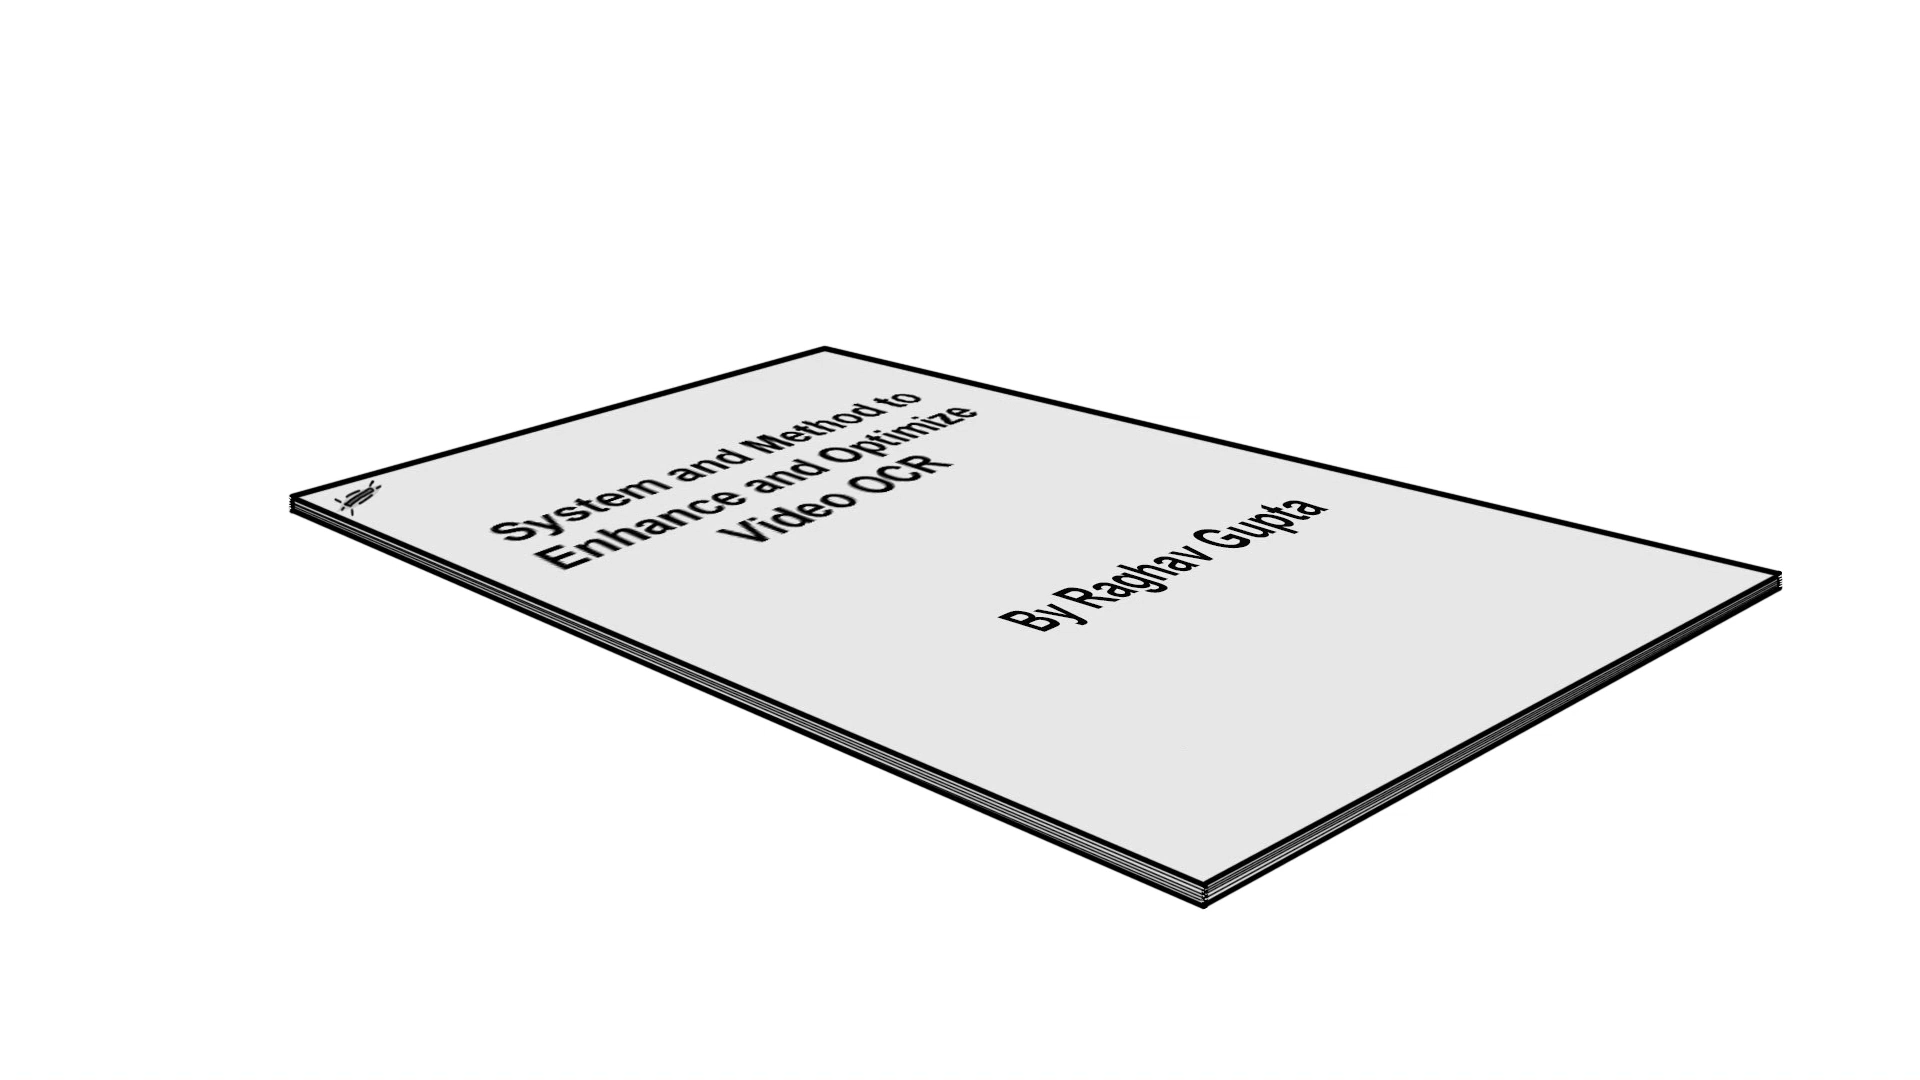 System and Method to
Enhance and Optimize
Video OCR
By Raghav Gupta